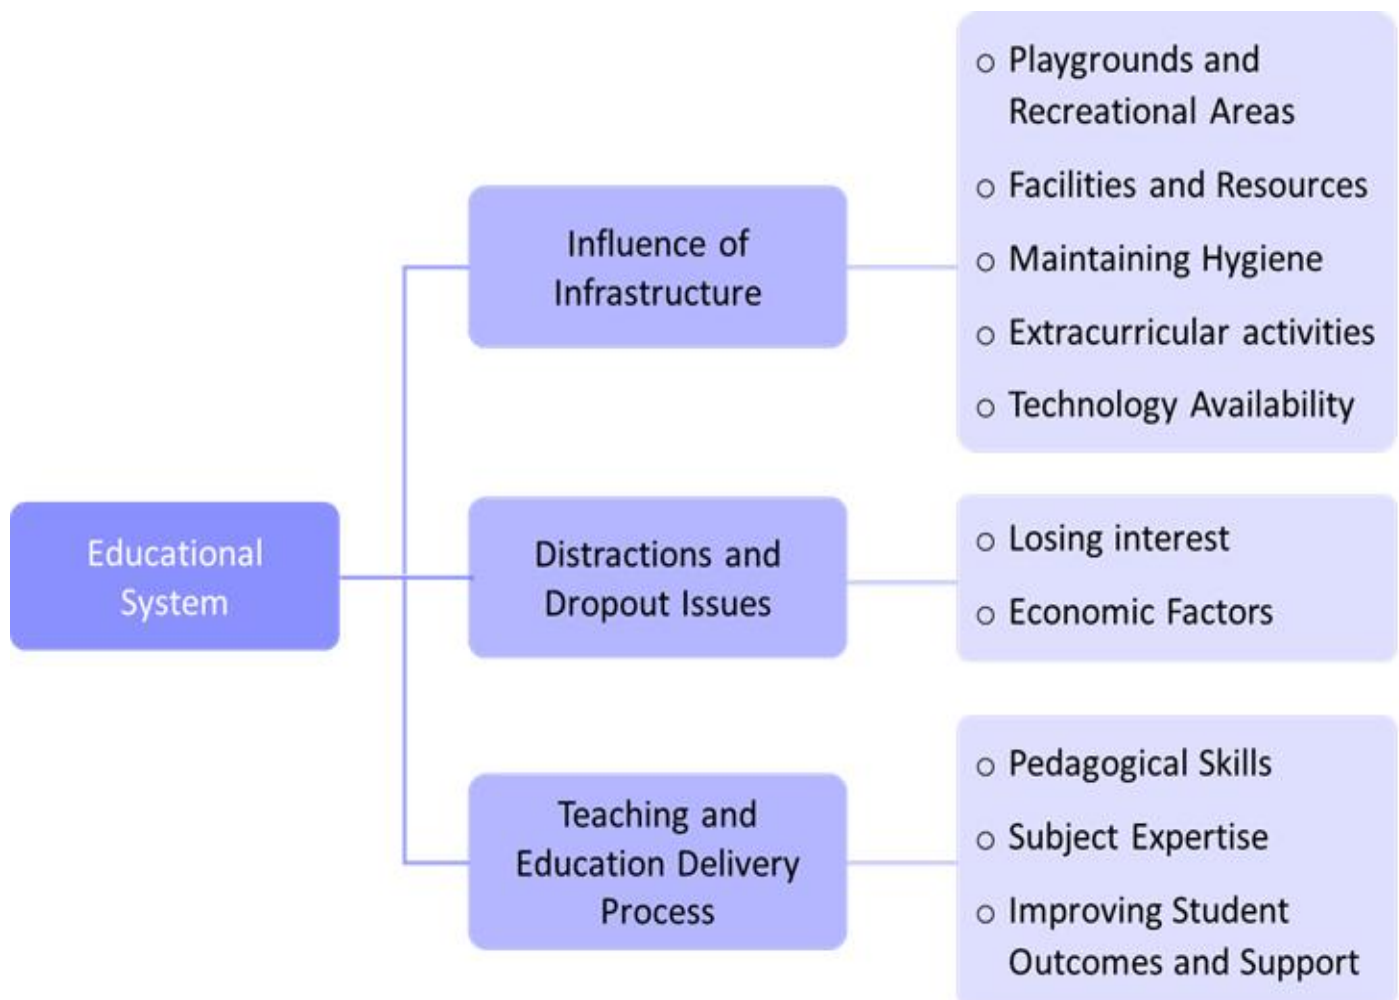 Educational
System
Influence of
Infrastructure
○ Playgrounds and
Recreational Areas
○ Facilities and Resources
○ Maintaining Hygiene
○ Extracurricular activities
○ Technology Availability
Distractions and
Dropout Issues
○ Losing interest
○ Economic Factors
Teaching and
Education Delivery
Process
○ Pedagogical Skills
○ Subject Expertise
○ Improving Student
Outcomes and Support